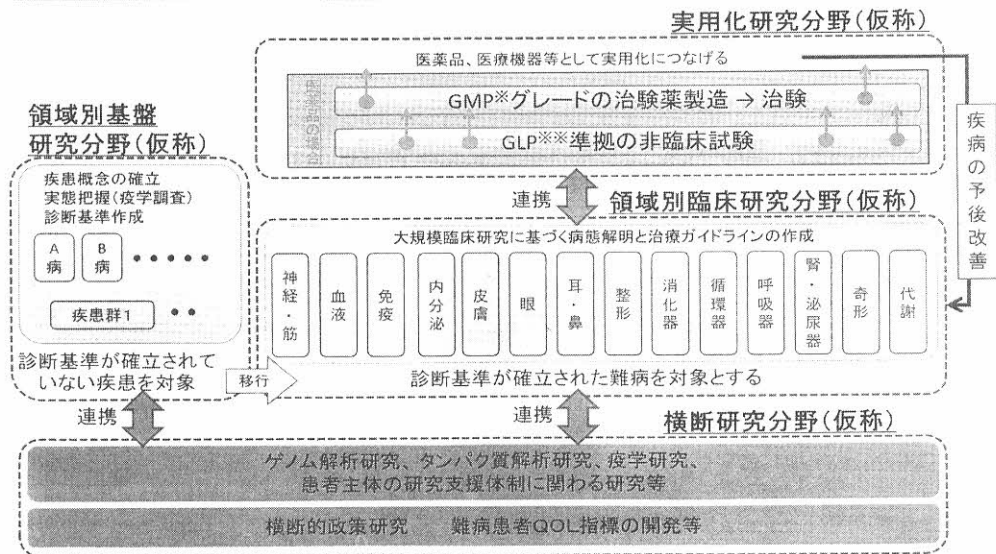 実用化研究分野(仮称)
医薬品、医療機器等として実用化につなげる
医薬品の場合
GMP※グレードの治験薬製造 → 治験
GLP※※準拠の非臨床試験
疾病の予後改善
領域別基盤
研究分野(仮称)
疾患概念の確立
実態把握(疫学調査)
診断基準作成
A病
B病
・・・・・
疾患群1
・・
診断基準が確立されて
いない疾患を対象
移行
連携
領域別臨床研究分野(仮称)
大規模臨床研究に基づく病態解明と治療ガイドラインの作成
神経・筋
血液
免疫
内分泌
皮膚
眼
耳・鼻
整形
消化器
循環器
呼吸器
腎・泌尿器
奇形
代謝
診断基準が確立された難病を対象とする
連携
連携
横断研究分野(仮称)
ゲノム解析研究、タンパク質解析研究、疫学研究、
患者主体の研究支援体制に関わる研究等
横断的政策研究　難病患者QOL指標の開発等